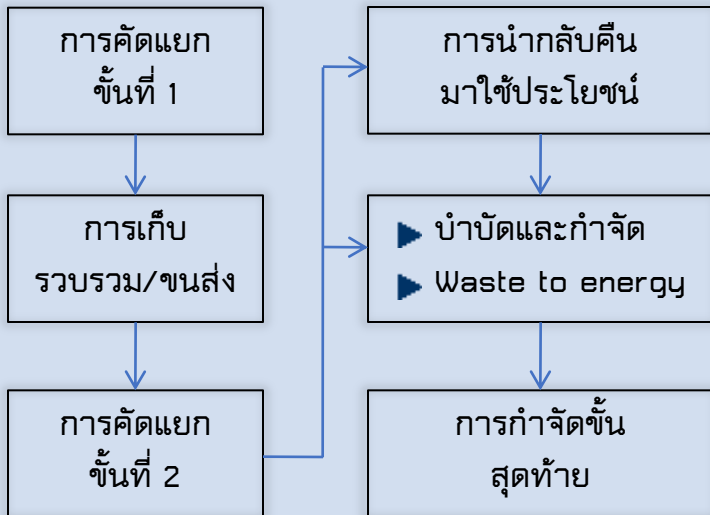 การคัดแยก
ขั้นที่ 1
การเก็บ
รวบรวม/ขนส่ง
การคัดแยก
ขั้นที่ 2
การนำกลับคืน
มาใช้ประโยชน์
บำบัดและกำจัด
Waste to energy
การกำจัดขั้น
สุดท้าย